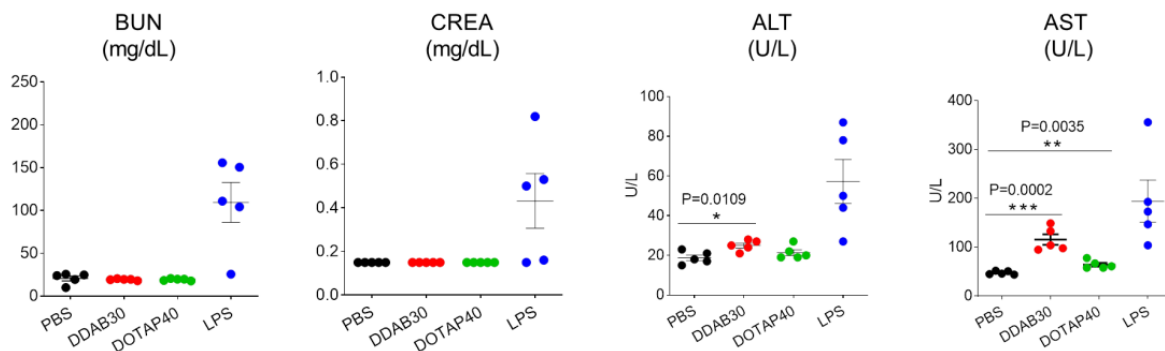 BUN
(mg/dL)
250
200
150
100
50
0
PBS
DDAB30
DOTAP40
LPS
CREA
(mg/dL)
1.0
0.8
0.6
0.4
0.2
0.0
PBS
DDAB30
DOTAP40
LPS
ALT
(U/L)
U/L
100
80
60
40
20
0
P=0.0109
*
PBS
DDAB30
DOTAP40
LPS
AST
(U/L)
U/L
400
300
200
100
0
P=0.0035
**
P=0.0002
***
PBS
DDAB30
DOTAP40
LPS